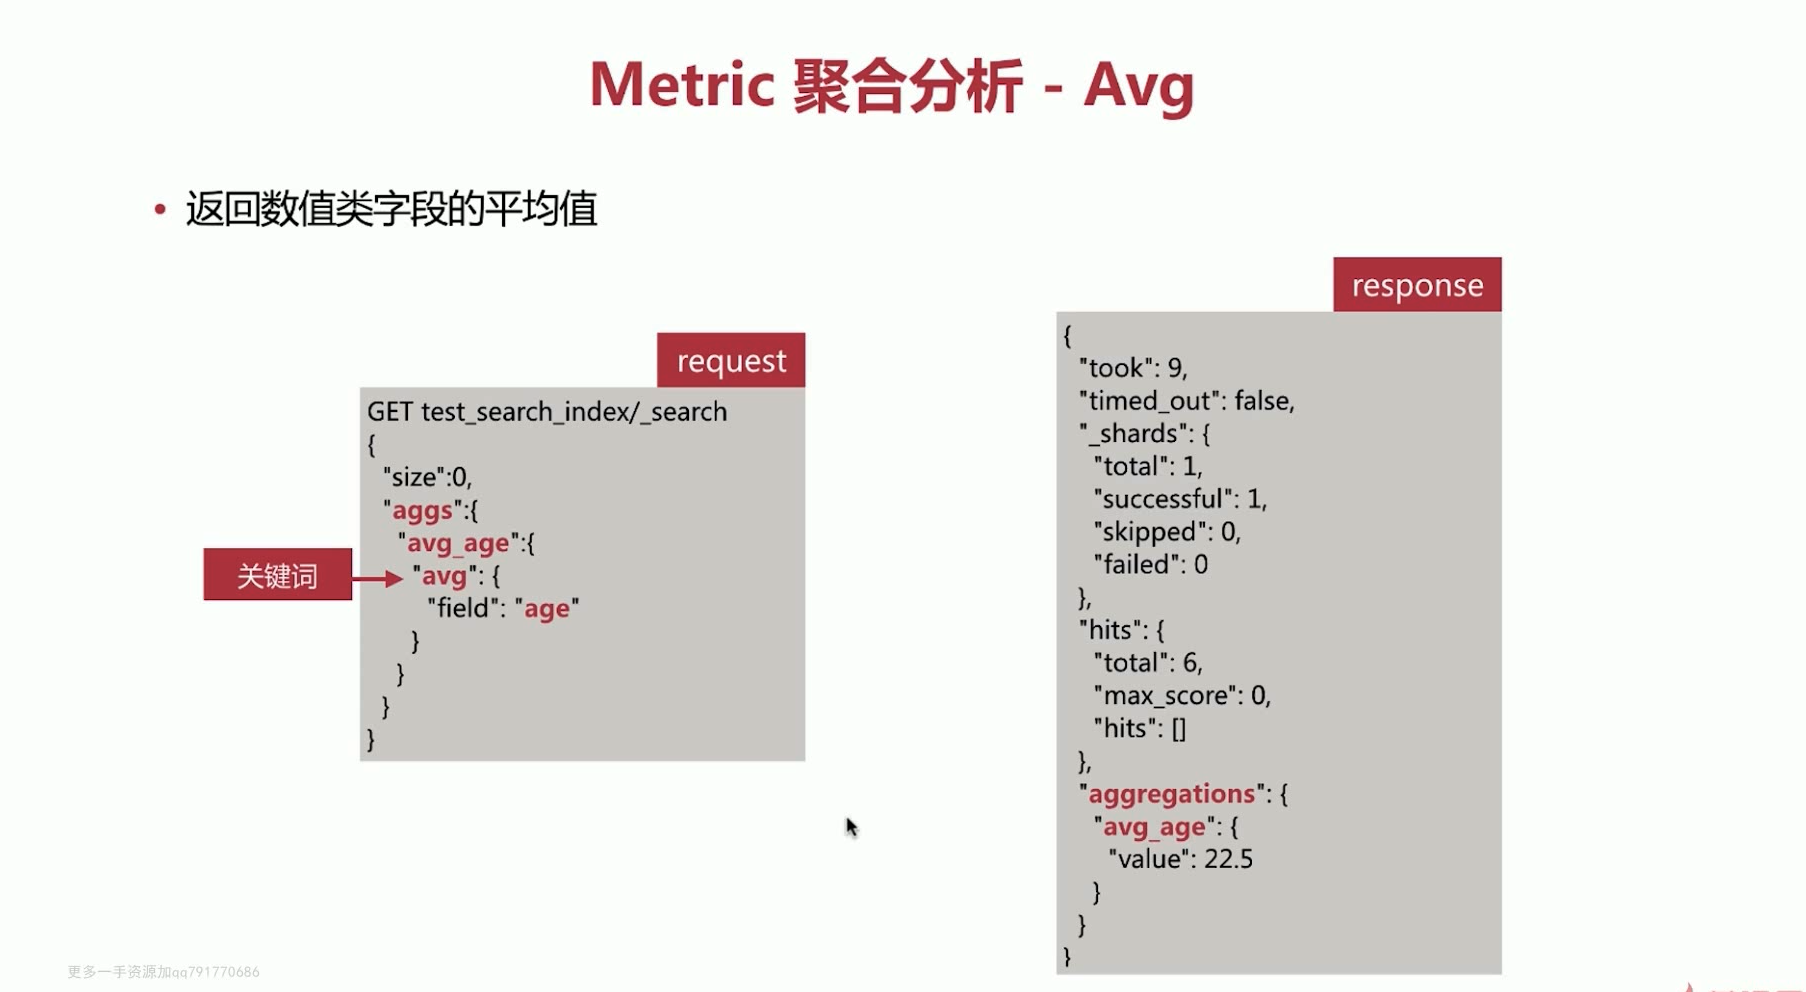 Metric 聚合分析 - Avg
• 返回数值类字段的平均值
request
GET test_search_index/_search
{
"size":0,
"aggs":{
"avg_age":{
关键词
"avg": {
"field": "age"
}
}
}
}
response
{
"took": 9,
"timed_out": false,
"_shards": {
"total": 1,
"successful": 1,
"skipped": 0,
"failed": 0
},
"hits": {
"total": 6,
"max_score": 0,
"hits": []
},
"aggregations": {
"avg_age": {
"value": 22.5
}
}
}
更多一手资源加qq791770686